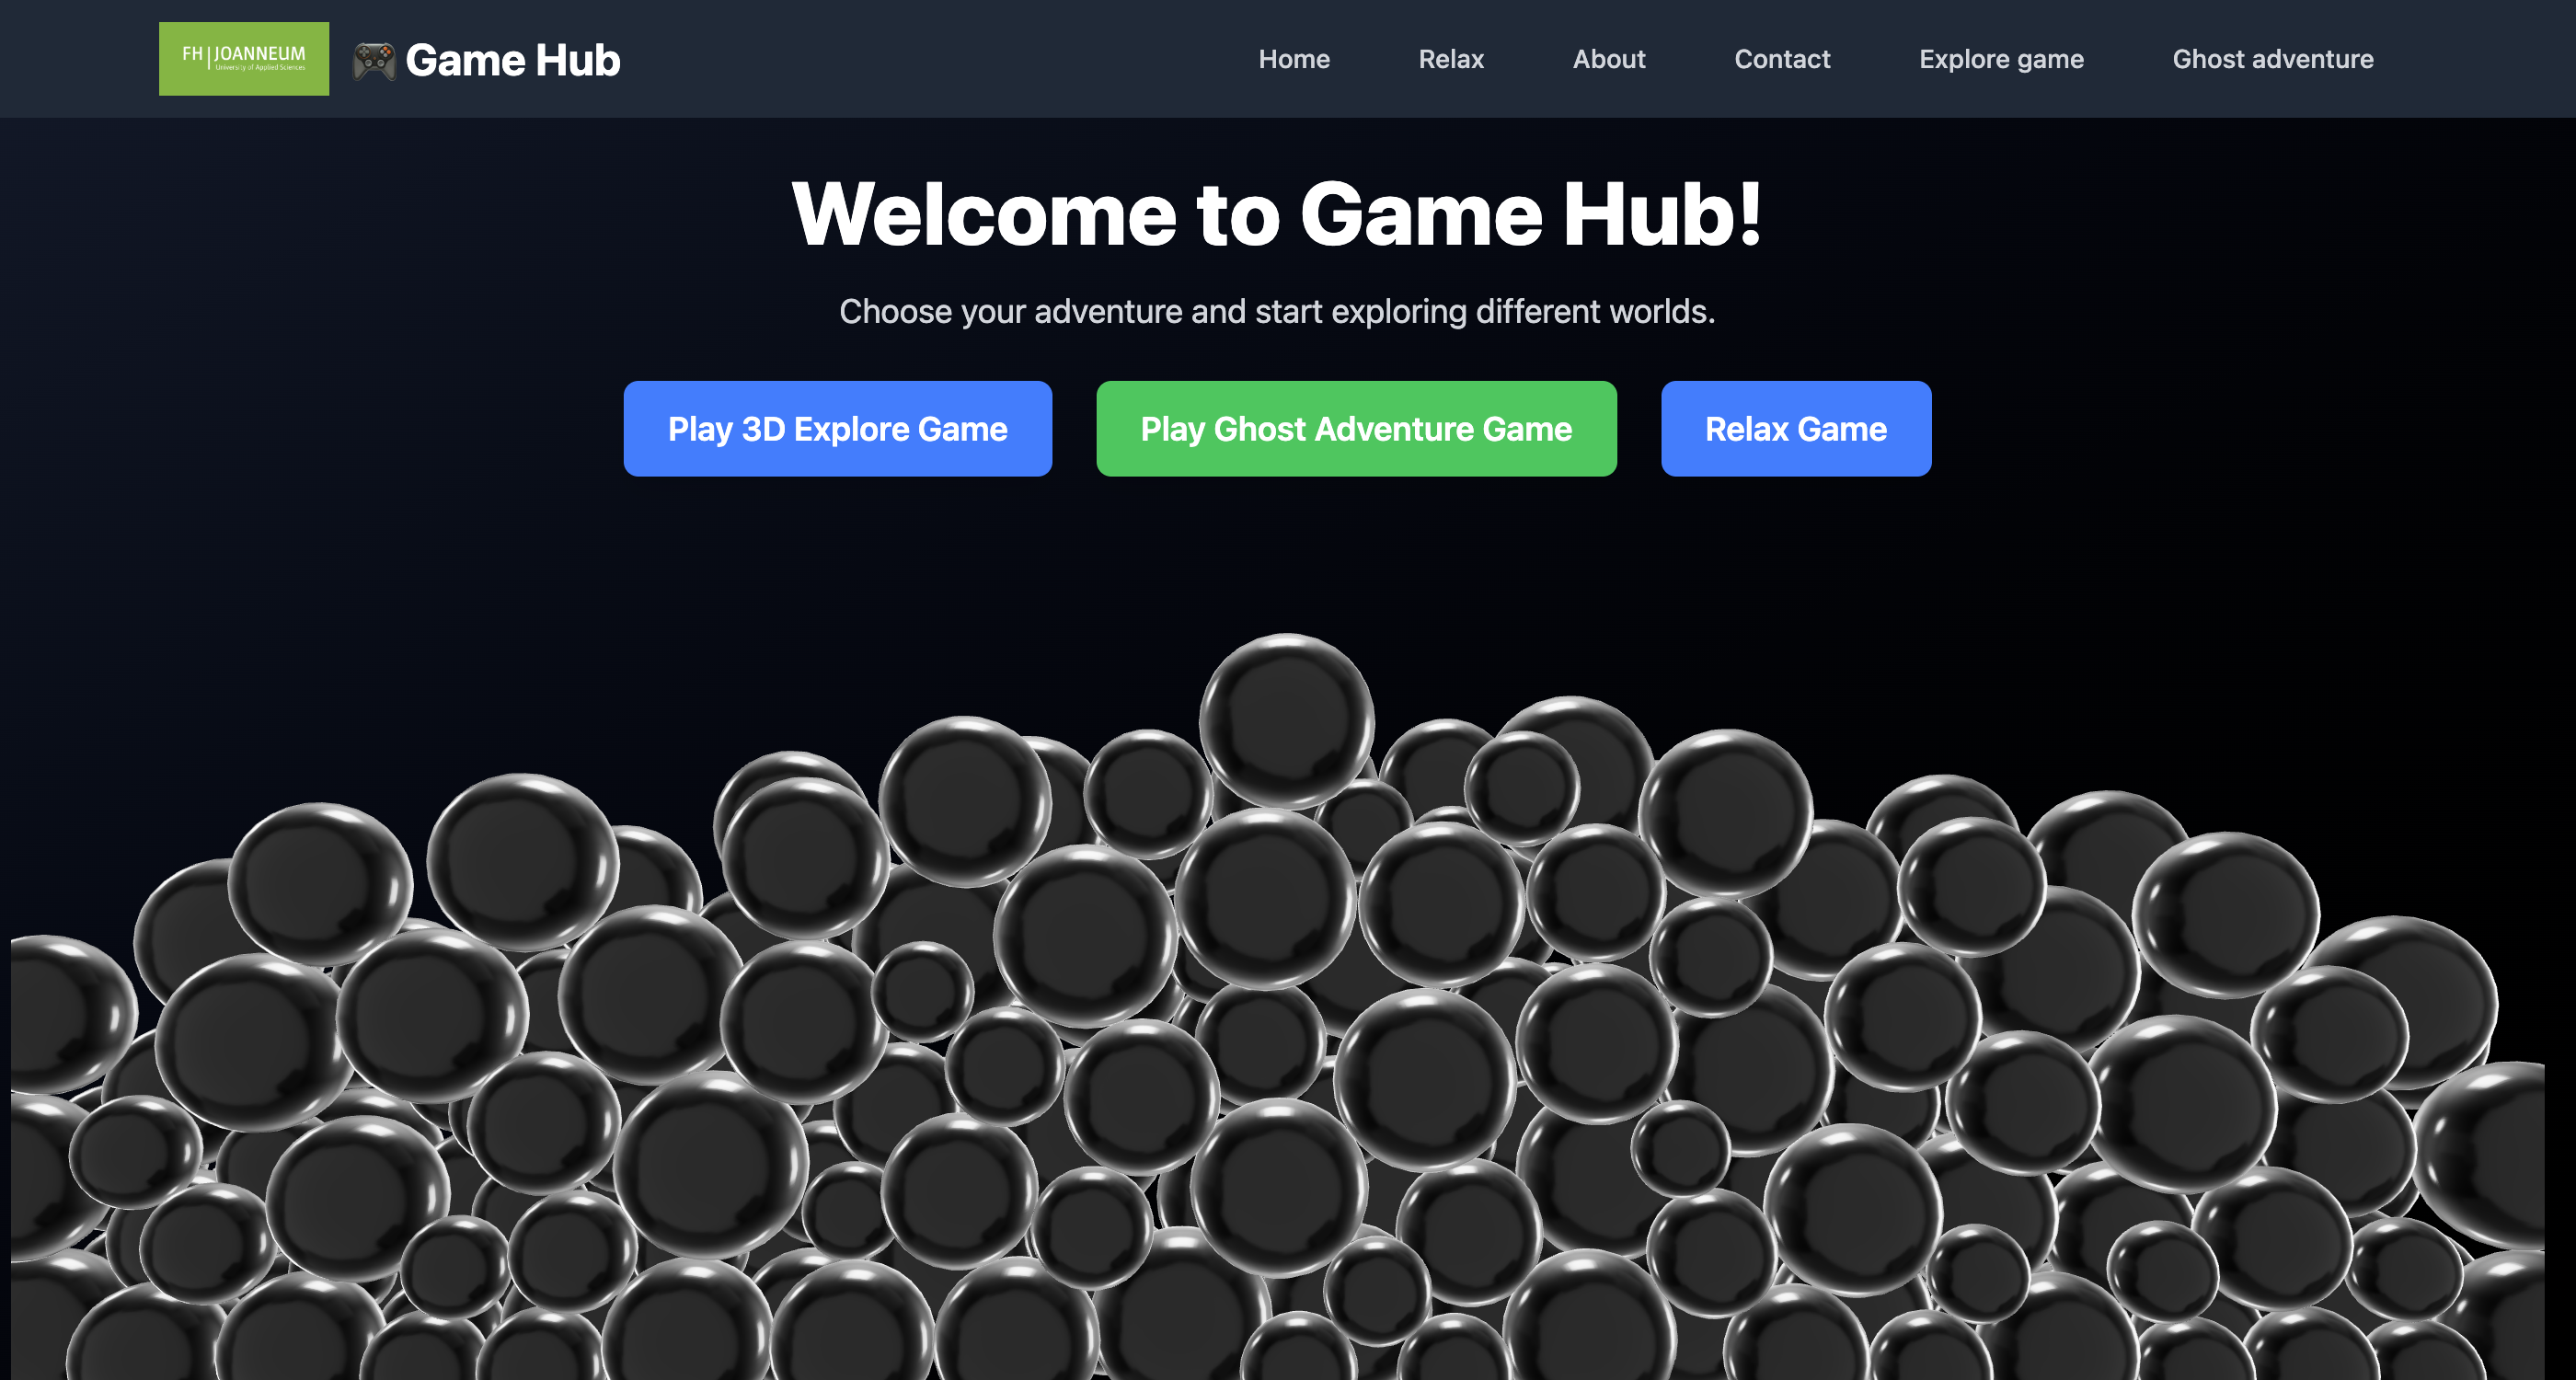 FH | JOANNEUM
University of Applied Sciences
Game Hub
Home Relax About Contact Explore game Ghost adventure
Welcome to Game Hub!
Choose your adventure and start exploring different worlds.
Play 3D Explore Game Play Ghost Adventure Game Relax Game